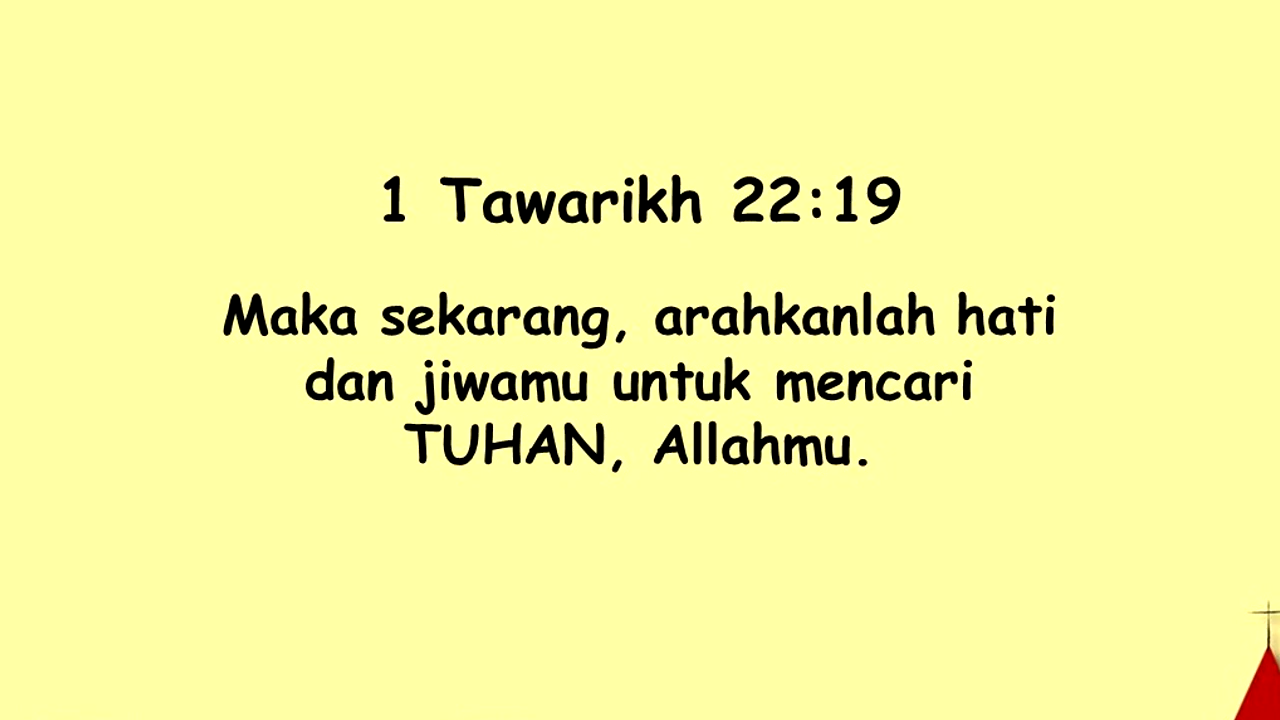 1 Tawarikh 22:19
Maka sekarang, arahkanlah hati
dan jiwamu untuk mencari
TUHAN, Allahmu.